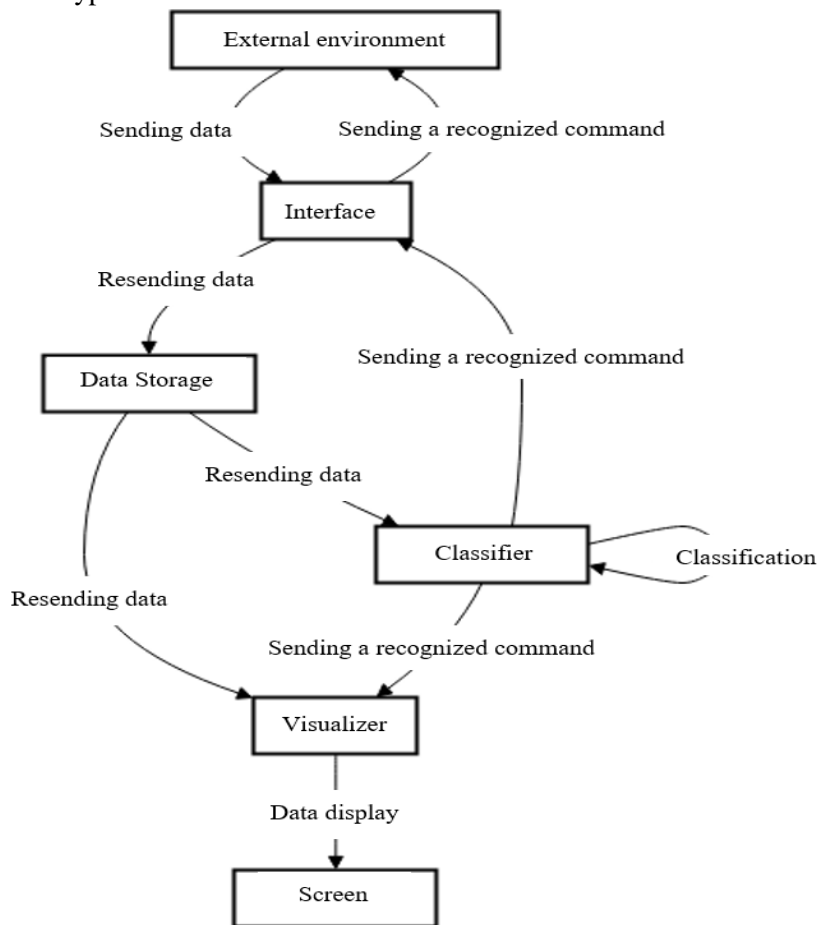 External environment
Sending data
Sending a recognized command
Interface
Resending data
Sending a recognized command
Data Storage
Resending data
Classifier
Classification
Resending data
Sending a recognized command
Visualizer
Data display
Screen